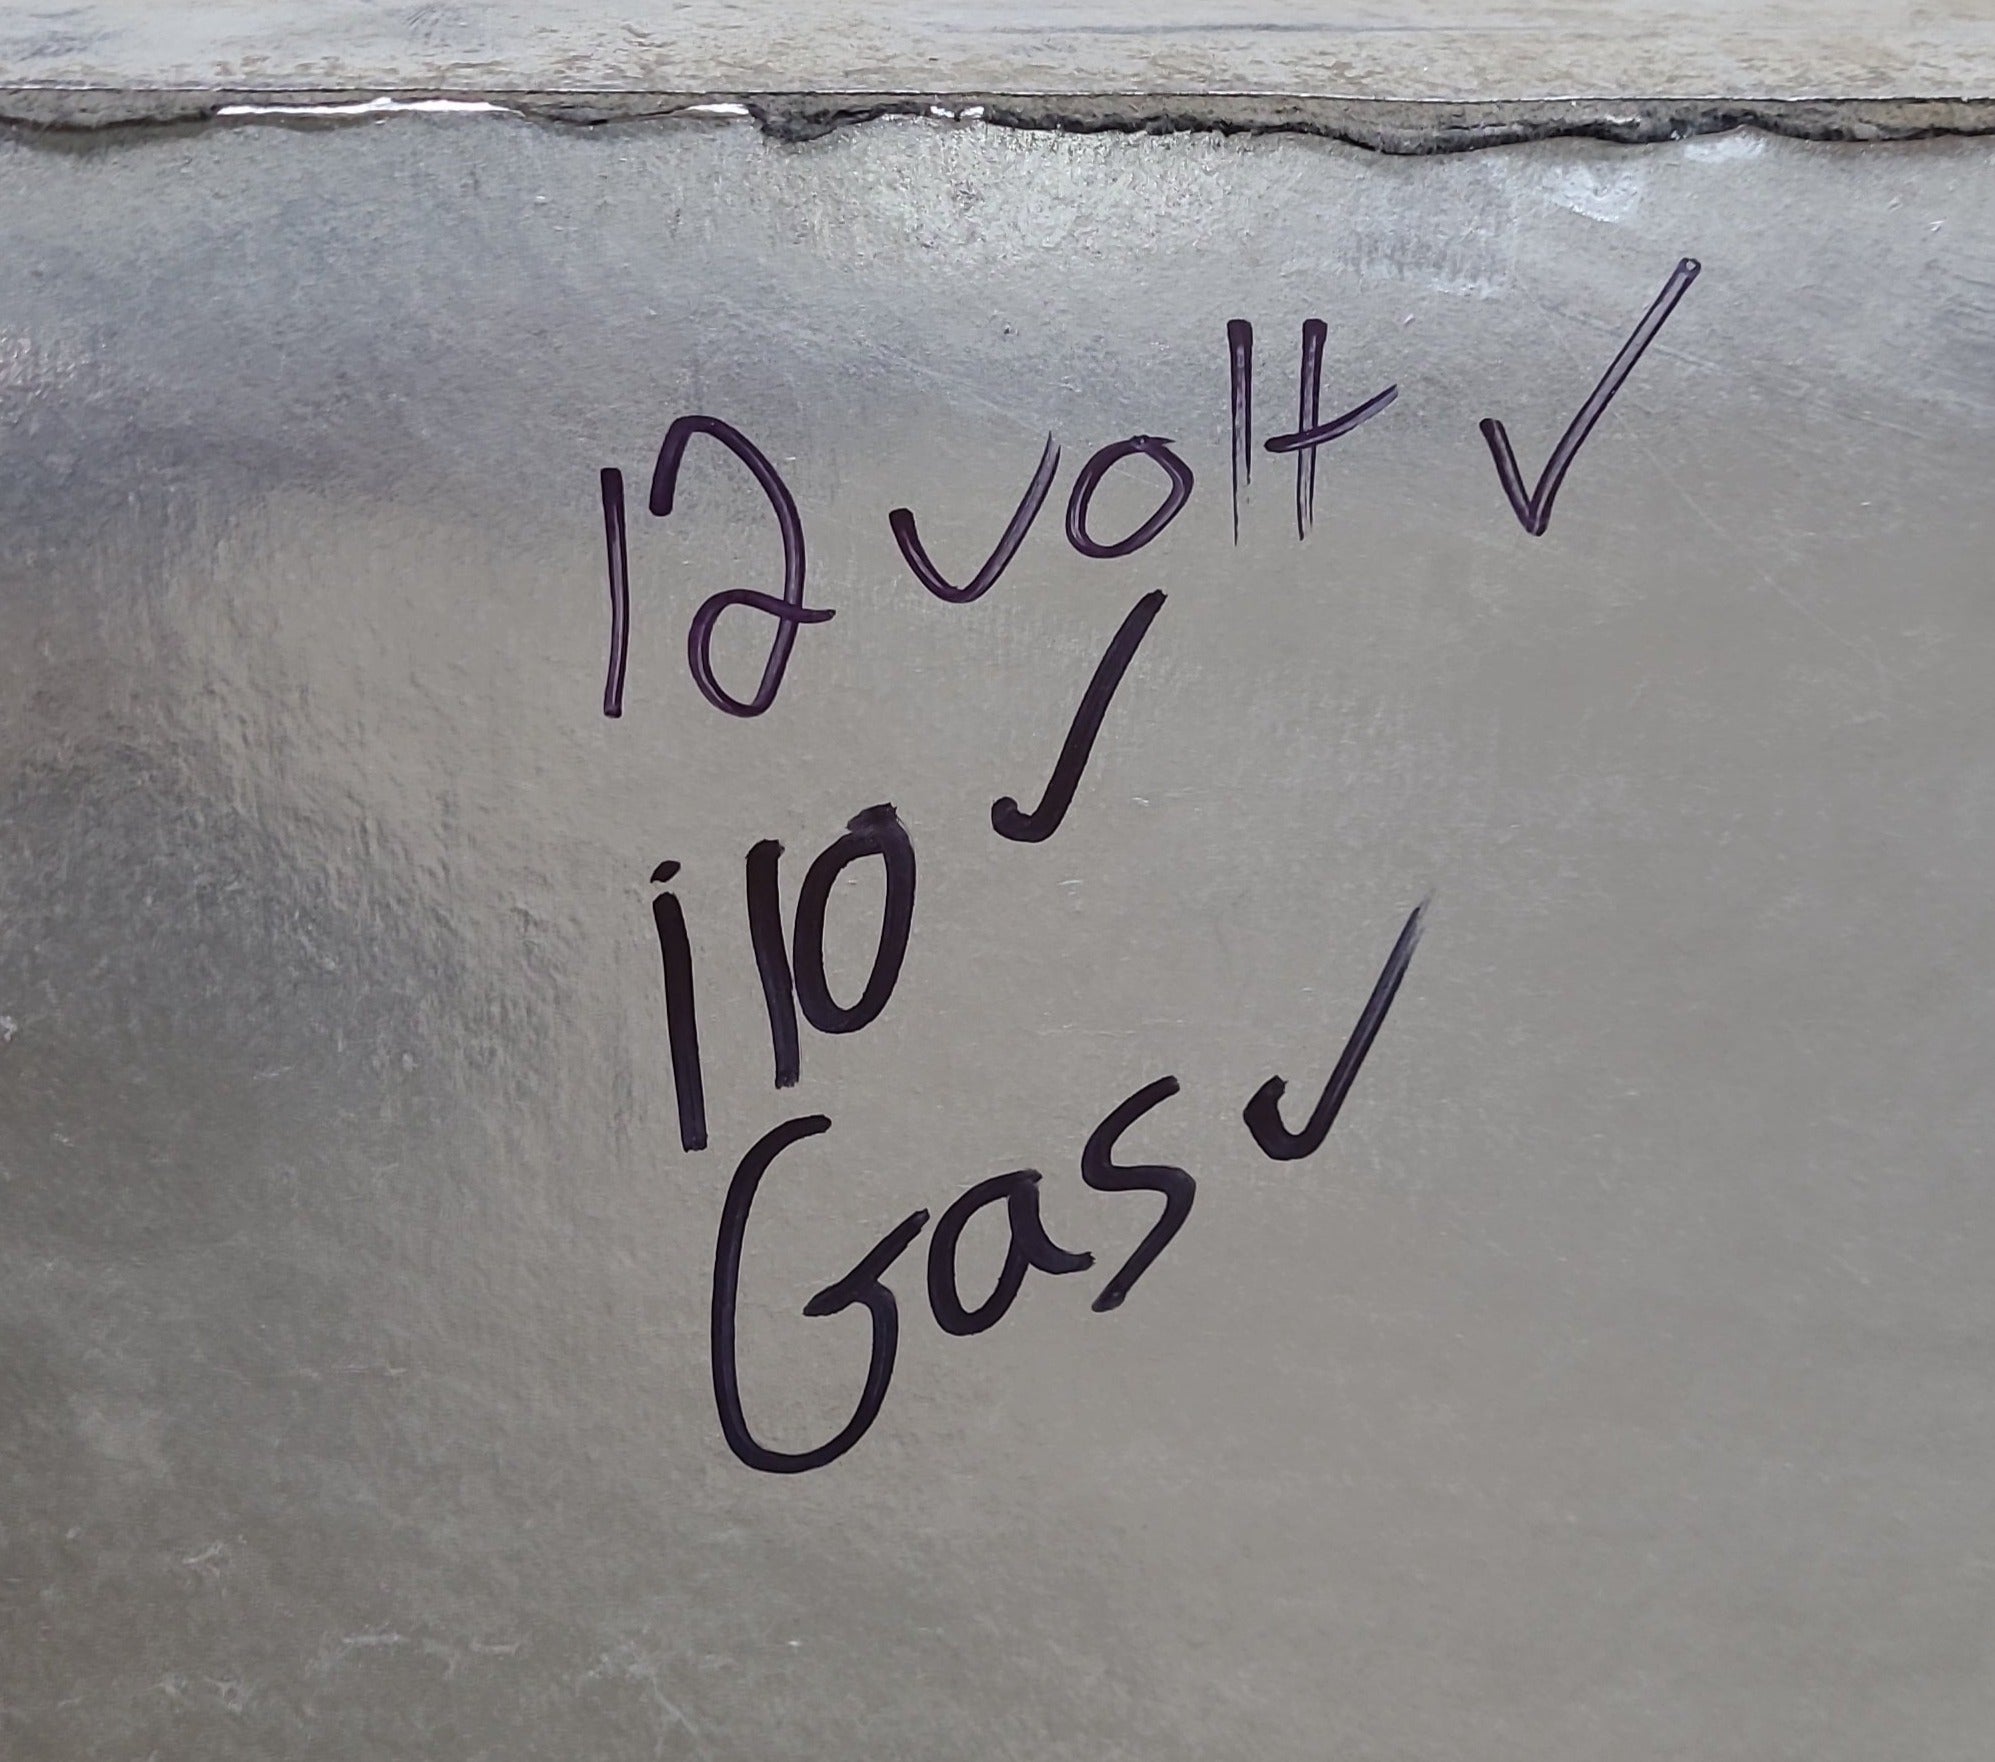 12 volt ✓
110 ✓
Gas ✓